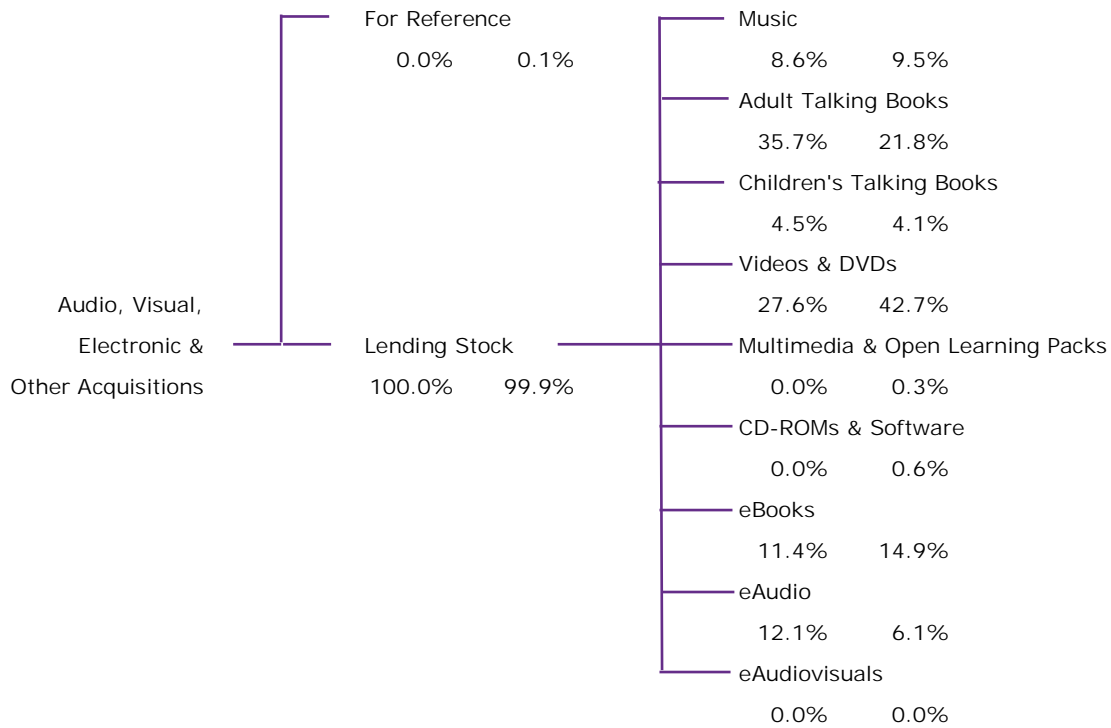 For Reference
0.0% 0.1%
Audio, Visual,
Electronic &
Other Acquisitions
Lending Stock
100.0% 99.9%
Music
8.6% 9.5%
Adult Talking Books
35.7% 21.8%
Children's Talking Books
4.5% 4.1%
Videos & DVDs
27.6% 42.7%
Multimedia & Open Learning Packs
0.0% 0.3%
CD-ROMs & Software
0.0% 0.6%
eBooks
11.4% 14.9%
eAudio
12.1% 6.1%
eAudiovisuals
0.0% 0.0%